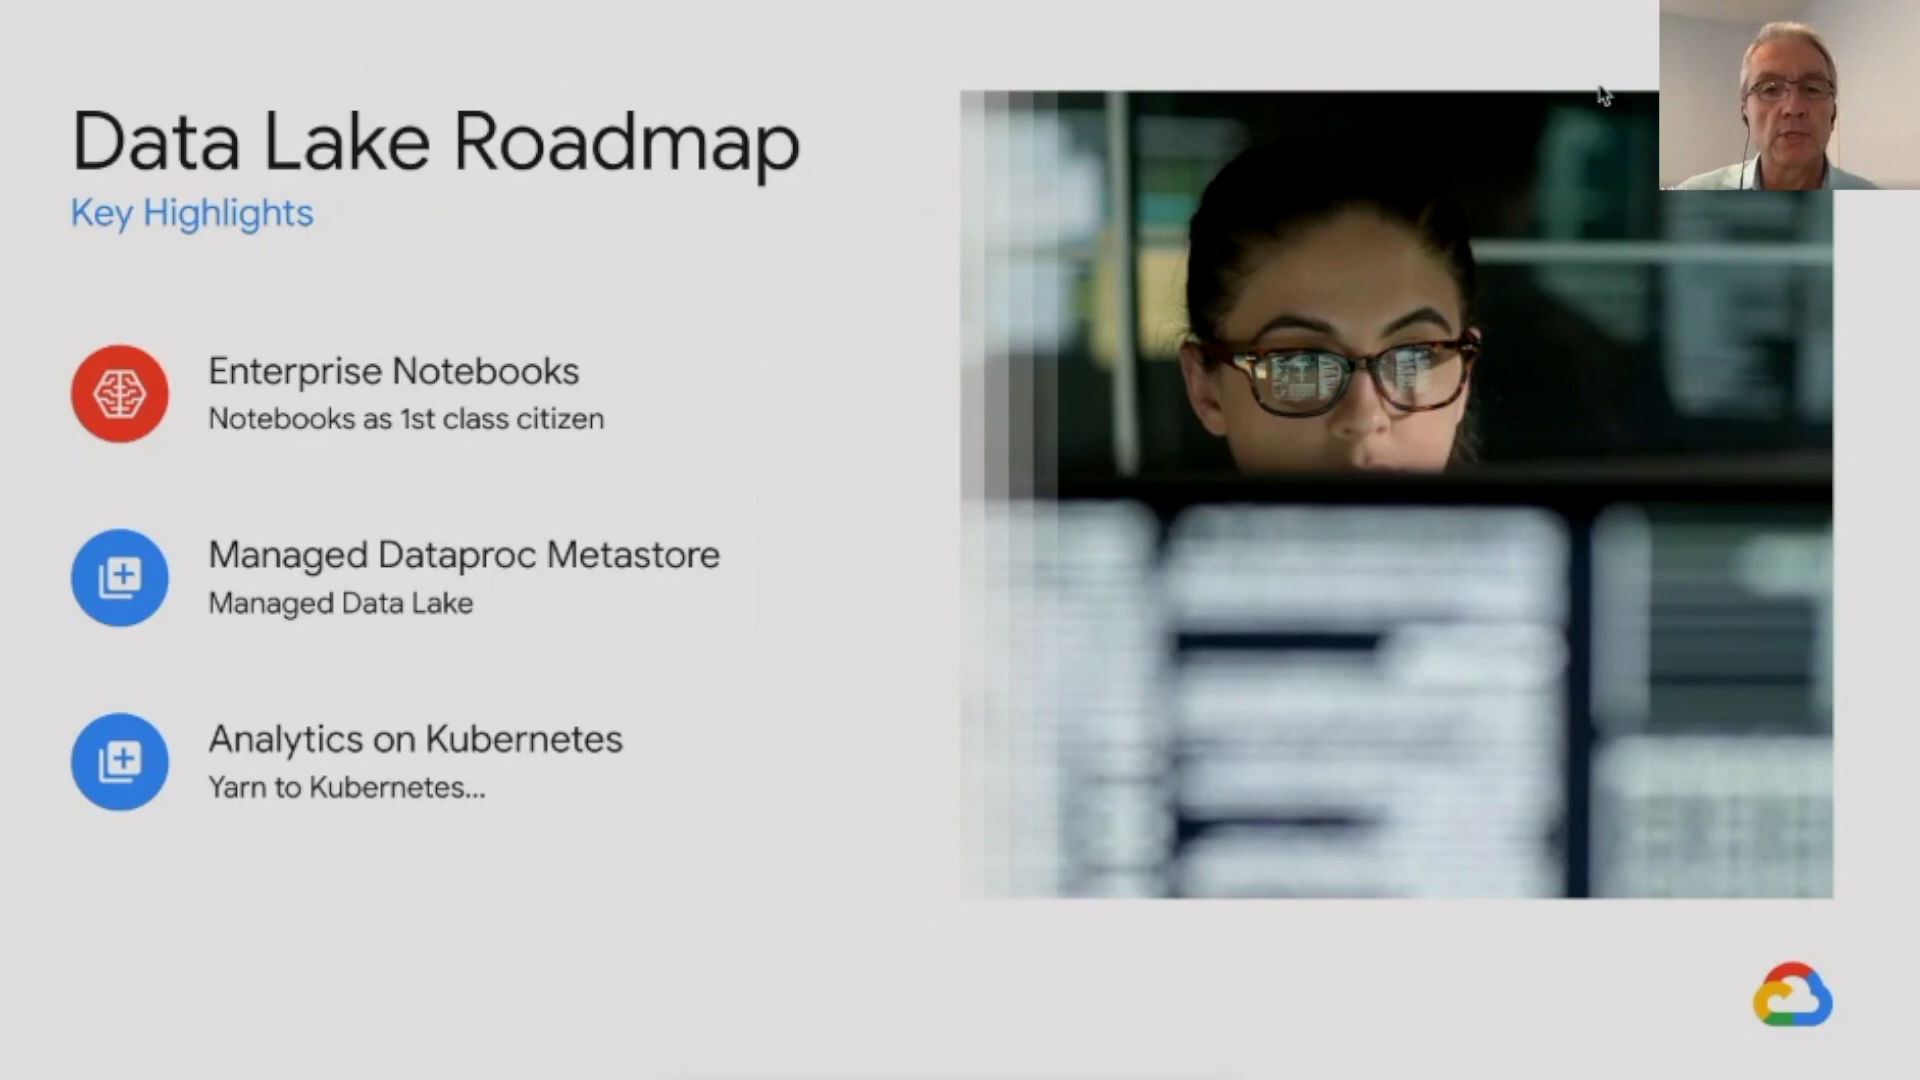 Data Lake Roadmap
Key Highlights
Enterprise Notebooks
Notebooks as 1st class citizen
Managed Dataproc Metastore
Managed Data Lake
Analytics on Kubernetes
Yarn to Kubernetes...